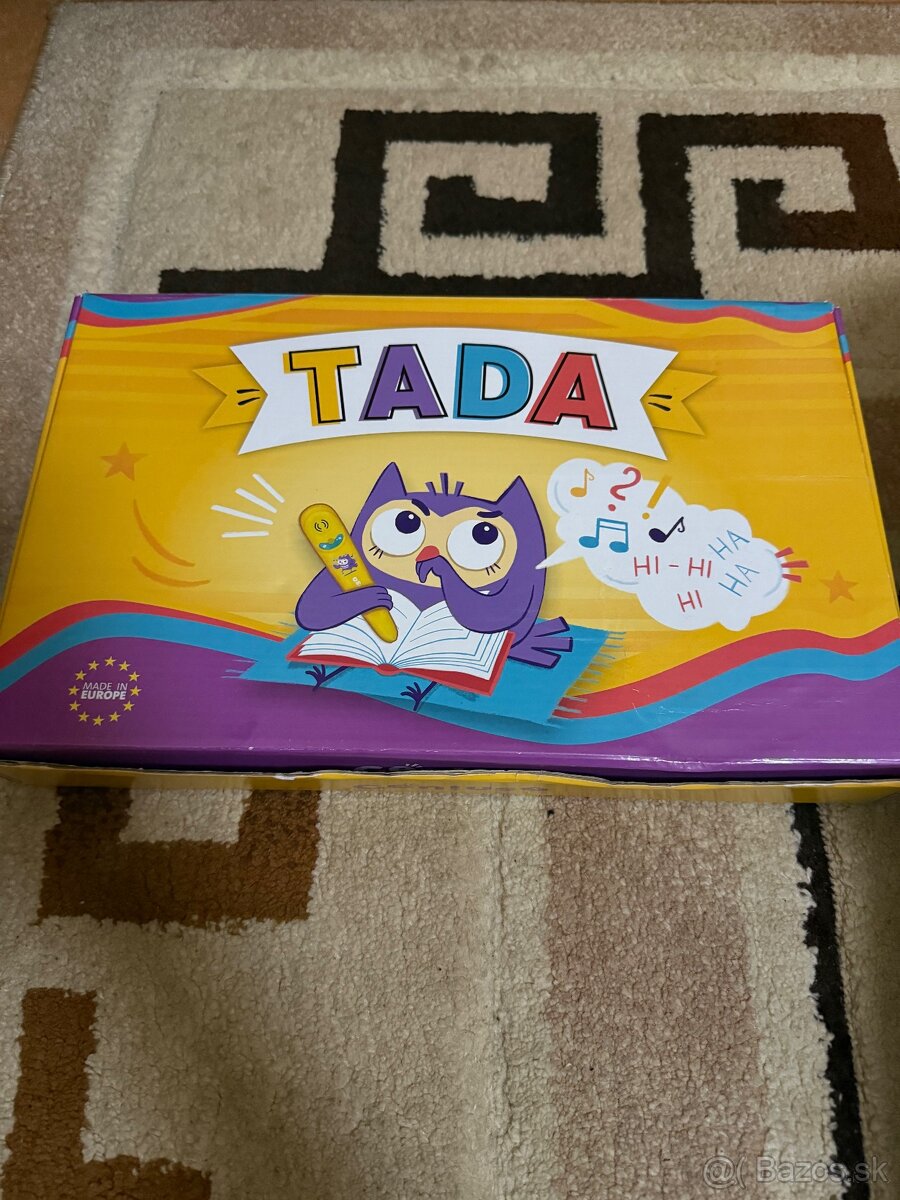 TADA
? !
HA
HI - HI
HA
HI
MADE IN
EUROPE
@( Bazos.sk